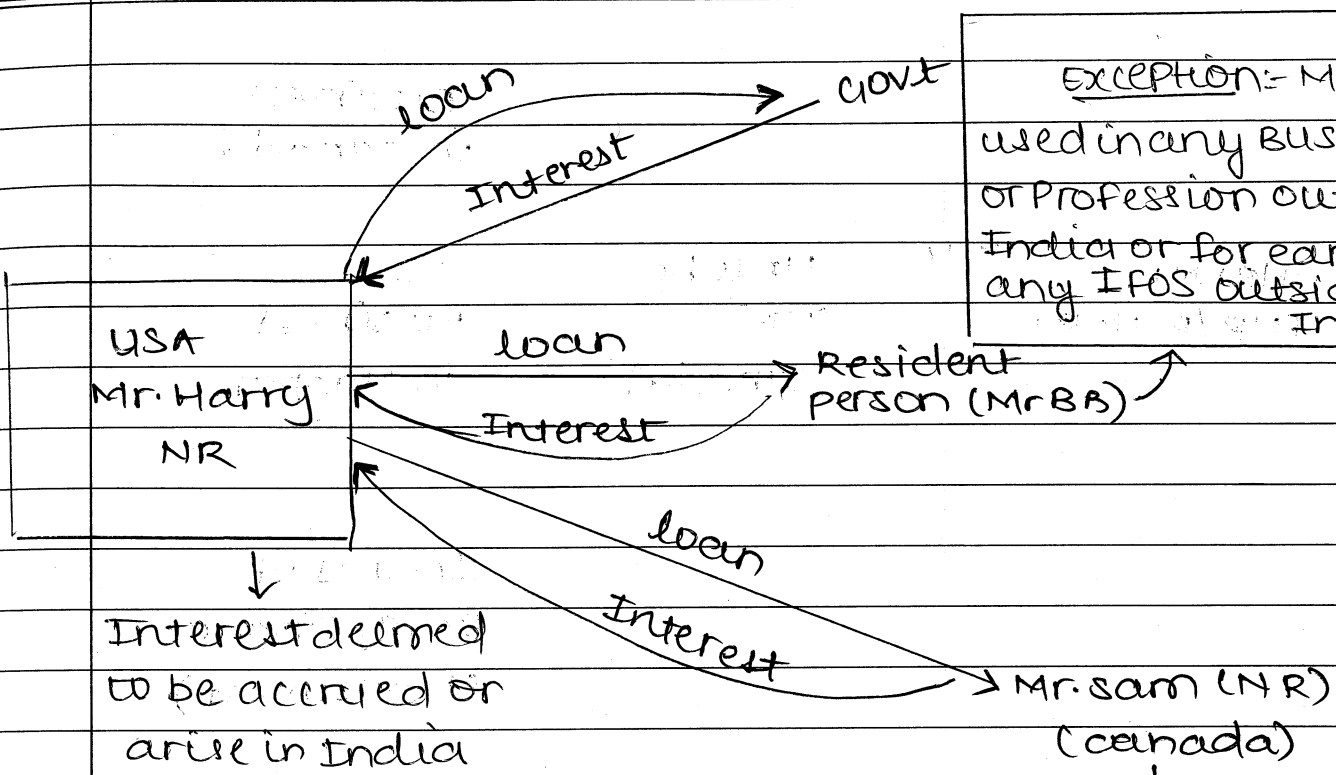 loan
Govt
Interest
Exception:- M
used in any Bus
or Profession ou
India or for ear
any IFOS outsi
In
USA
Mr. Harry
NR
loan
Interest
Resident
person (Mr BB)
loan
Interest
Mr. Sam (NR)
(canada)
Interest deemed
to be accrued or
arise in India